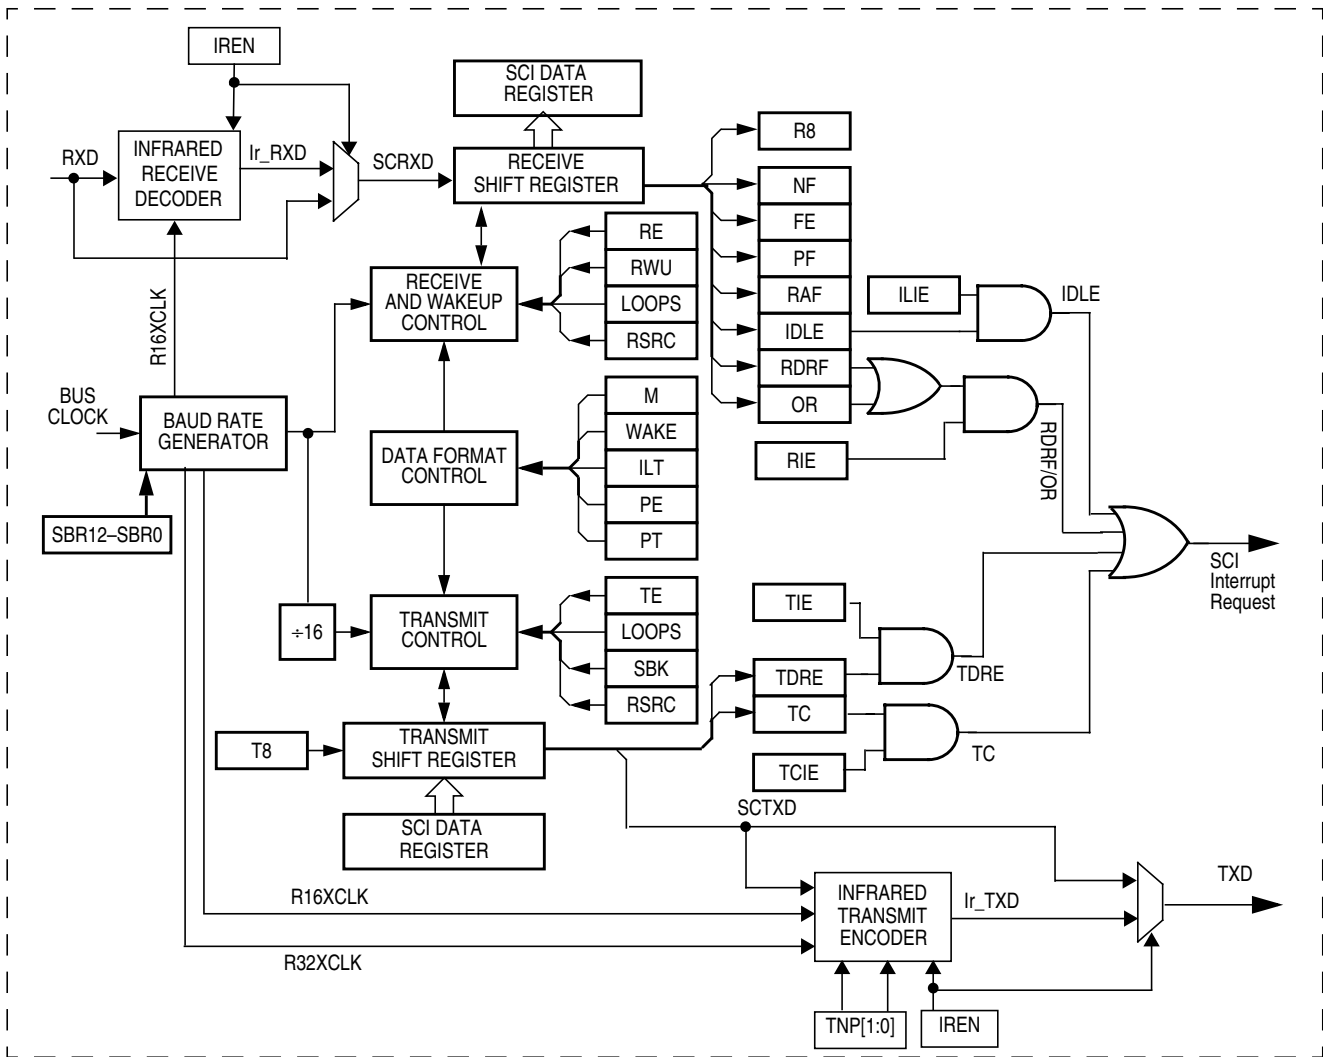 IREN
SCI DATA
REGISTER
R8
RXD
INFRARED
RECEIVE
DECODER
Ir_RXD
SCRXD
RECEIVE
SHIFT REGISTER
NF
FE
PF
RAF
IDLE
RDRF
OR
RE
RWU
LOOPS
RSRC
RECEIVE
AND WAKEUP
CONTROL
ILIE
IDLE
R16XCLK
BUS
CLOCK
BAUD RATE
GENERATOR
M
WAKE
ILT
PE
PT
DATA FORMAT
CONTROL
RIE
RDRF/OR
SBR12–SBR0
SCI
Interrupt
Request
÷16
TRANSMIT
CONTROL
TE
LOOPS
SBK
RSRC
TIE
TDRE
TDRE
TC
TC
TCIE
T8
TRANSMIT
SHIFT REGISTER
SCI DATA
REGISTER
SCTXD
R16XCLK
R32XCLK
INFRARED
TRANSMIT
ENCODER
Ir_TXD
TXD
TNP[1:0]
IREN